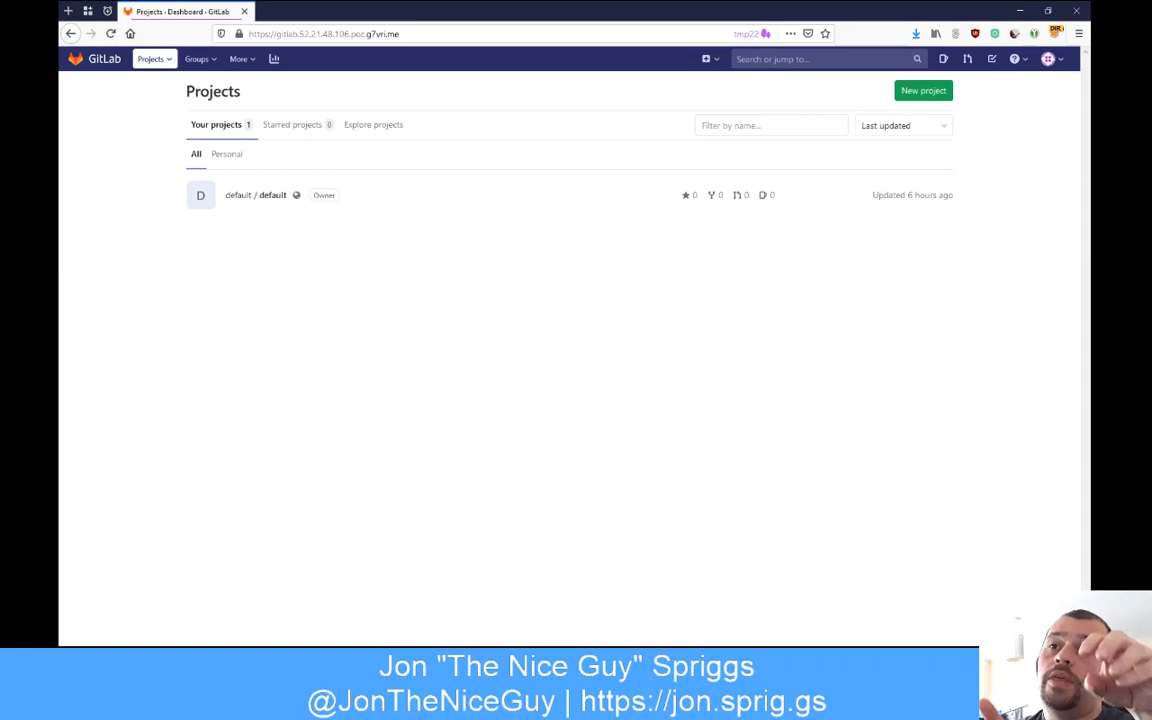 Projects · Dashboard · GitLab
https://gitlab.52.21.48.106.poc.g7vri.me
tmp22
DIR
GitLab
Projects
Groups
More
Search or jump to...
Projects
New project
Your projects 1
Starred projects 0
Explore projects
Filter by name...
Last updated
All
Personal
D
default / default
Owner
0
0
0
0
Updated 6 hours ago
Jon "The Nice Guy" Spriggs
@JonTheNiceGuy | https://jon.sprig.gs